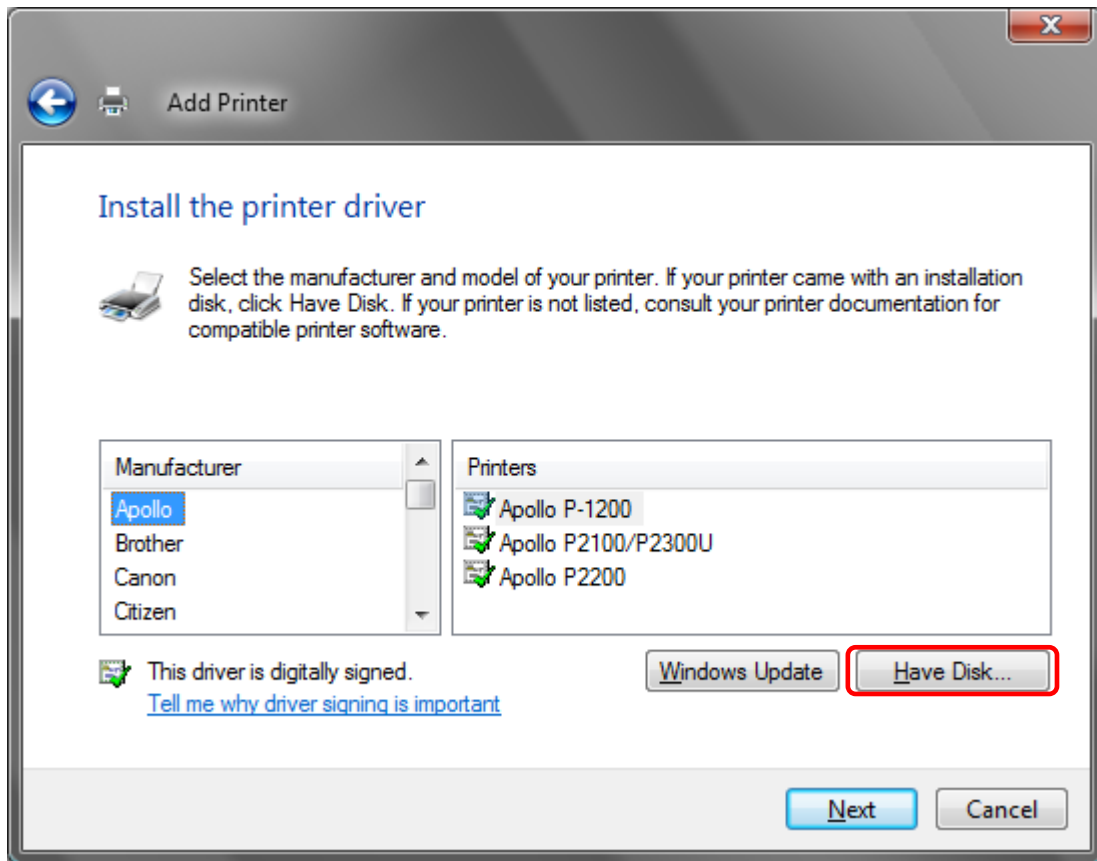 Add Printer
Install the printer driver
Select the manufacturer and model of your printer. If your printer came with an installation
disk, click Have Disk. If your printer is not listed, consult your printer documentation for
compatible printer software.
Manufacturer
Apollo
Brother
Canon
Citizen
Printers
Apollo P-1200
Apollo P2100/P2300U
Apollo P2200
This driver is digitally signed.
Tell me why driver signing is important
Windows Update
Have Disk...
Next
Cancel